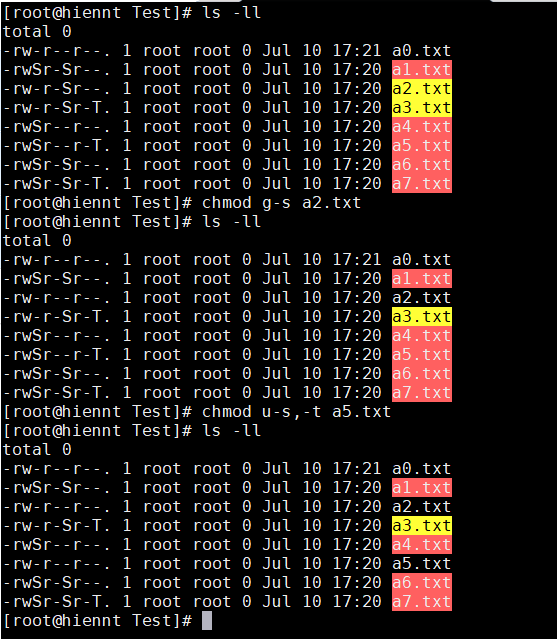 [root@hiennt Test]# ls -ll
total 0
-rw-r--r--. 1 root root 0 Jul 10 17:21 a0.txt
-rwSr-Sr--. 1 root root 0 Jul 10 17:20 a1.txt
-rw-r-Sr--. 1 root root 0 Jul 10 17:20 a2.txt
-rw-r-Sr-T. 1 root root 0 Jul 10 17:20 a3.txt
-rwSr--r--. 1 root root 0 Jul 10 17:20 a4.txt
-rwSr--r-T. 1 root root 0 Jul 10 17:20 a5.txt
-rwSr-Sr--. 1 root root 0 Jul 10 17:20 a6.txt
-rwSr-Sr-T. 1 root root 0 Jul 10 17:20 a7.txt
[root@hiennt Test]# chmod g-s a2.txt
[root@hiennt Test]# ls -ll
total 0
-rw-r--r--. 1 root root 0 Jul 10 17:21 a0.txt
-rwSr-Sr--. 1 root root 0 Jul 10 17:20 a1.txt
-rw-r--r--. 1 root root 0 Jul 10 17:20 a2.txt
-rw-r-Sr-T. 1 root root 0 Jul 10 17:20 a3.txt
-rwSr--r--. 1 root root 0 Jul 10 17:20 a4.txt
-rwSr--r-T. 1 root root 0 Jul 10 17:20 a5.txt
-rwSr-Sr--. 1 root root 0 Jul 10 17:20 a6.txt
-rwSr-Sr-T. 1 root root 0 Jul 10 17:20 a7.txt
[root@hiennt Test]# chmod u-s,-t a5.txt
[root@hiennt Test]# ls -ll
total 0
-rw-r--r--. 1 root root 0 Jul 10 17:21 a0.txt
-rwSr-Sr--. 1 root root 0 Jul 10 17:20 a1.txt
-rw-r--r--. 1 root root 0 Jul 10 17:20 a2.txt
-rw-r-Sr-T. 1 root root 0 Jul 10 17:20 a3.txt
-rwSr--r--. 1 root root 0 Jul 10 17:20 a4.txt
-rw-r--r--. 1 root root 0 Jul 10 17:20 a5.txt
-rwSr-Sr--. 1 root root 0 Jul 10 17:20 a6.txt
-rwSr-Sr-T. 1 root root 0 Jul 10 17:20 a7.txt
[root@hiennt Test]#